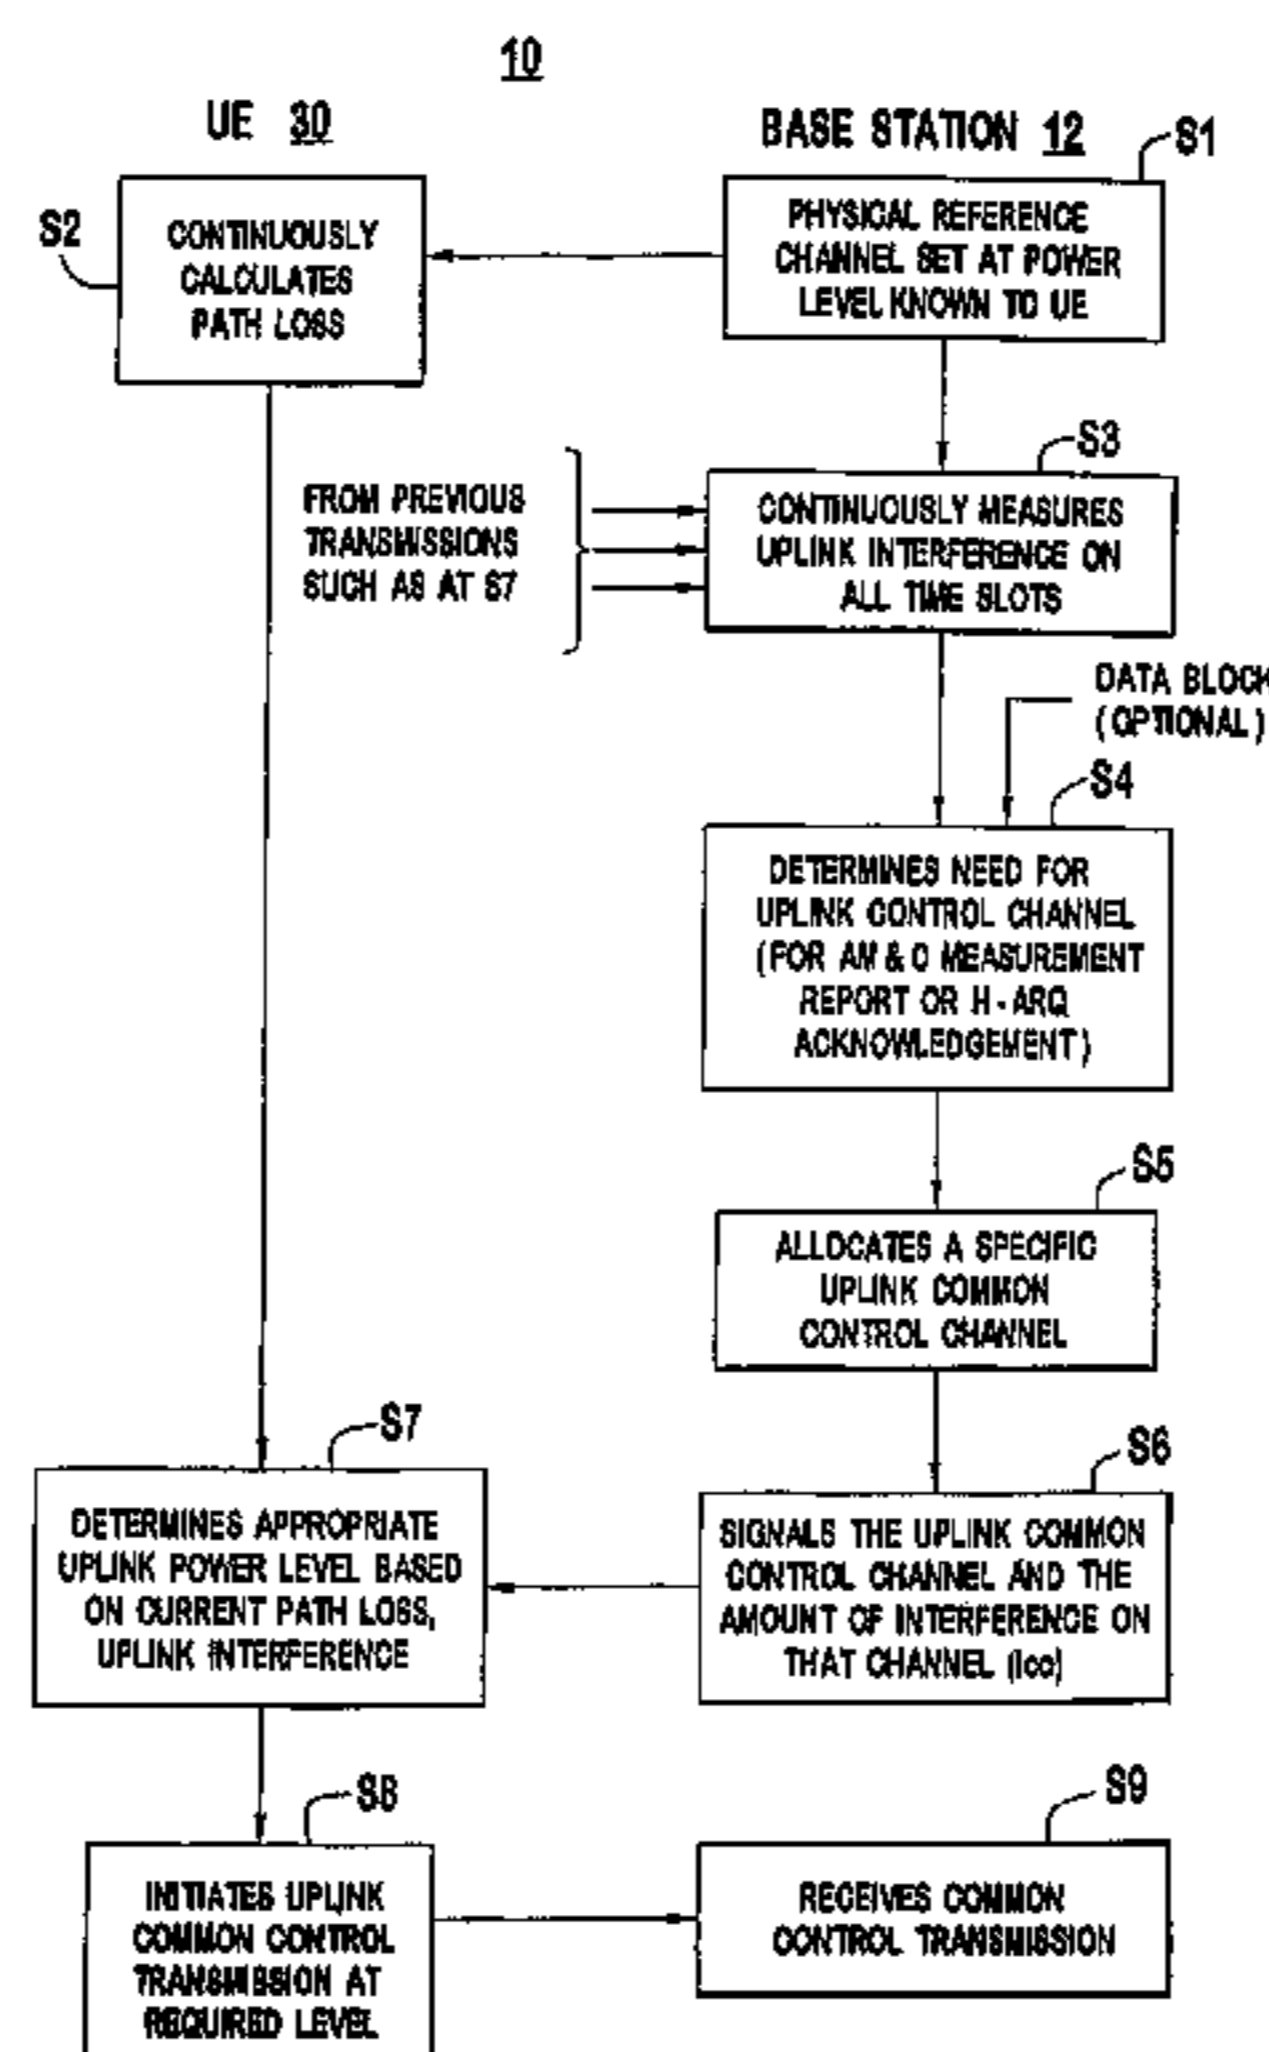 10
UE 30
BASE STATION 12
S1
PHYSICAL REFERENCE
CHANNEL SET AT POWER
LEVEL KNOWN TO UE
S2
CONTINUOUSLY
CALCULATES
PATH LOSS
S3
FROM PREVIOUS
TRANSMISSIONS
SUCH AS AT S7
CONTINUOUSLY MEASURES
UPLINK INTERFERENCE ON
ALL TIME SLOTS
DATA BLOCK
(OPTIONAL)
S4
DETERMINES NEED FOR
UPLINK CONTROL CHANNEL
(FOR AM & C MEASUREMENT
REPORT OR H-ARQ
ACKNOWLEDGEMENT)
S5
ALLOCATES A SPECIFIC
UPLINK COMMON
CONTROL CHANNEL
S6
SIGNALS THE UPLINK COMMON
CONTROL CHANNEL AND THE
AMOUNT OF INTERFERENCE ON
THAT CHANNEL (Icc)
S7
DETERMINES APPROPRIATE
UPLINK POWER LEVEL BASED
ON CURRENT PATH LOSS,
UPLINK INTERFERENCE
S8
INITIATES UPLINK
COMMON CONTROL
TRANSMISSION AT
REQUIRED LEVEL
S9
RECEIVES COMMON
CONTROL TRANSMISSION